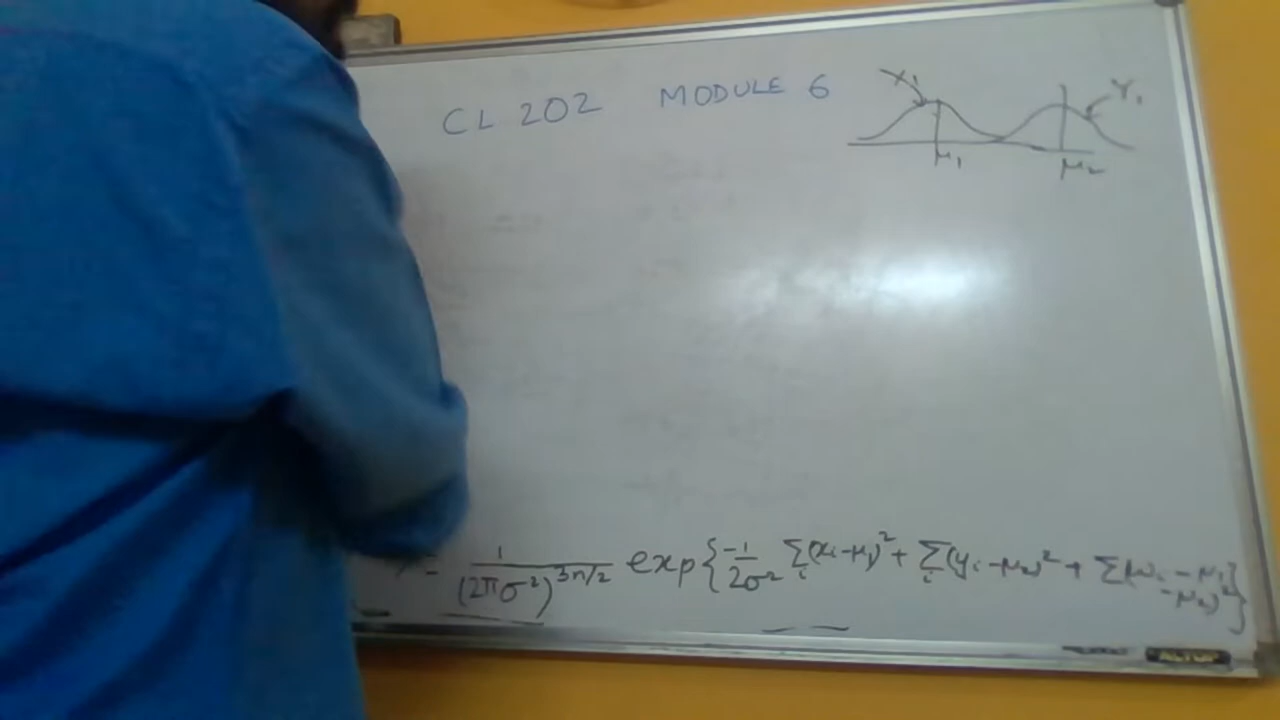 CL 202 MODULE 6
X₁
Y₁
μ₁
μ₂
= 1/(2πσ²)^{3n/2} exp{-1/2σ² Σᵢ(xᵢ-μ₁)² + Σᵢ(yᵢ-μ₂)² + Σ(wᵢ-μ₁
-μ₂)²}
ALTOP